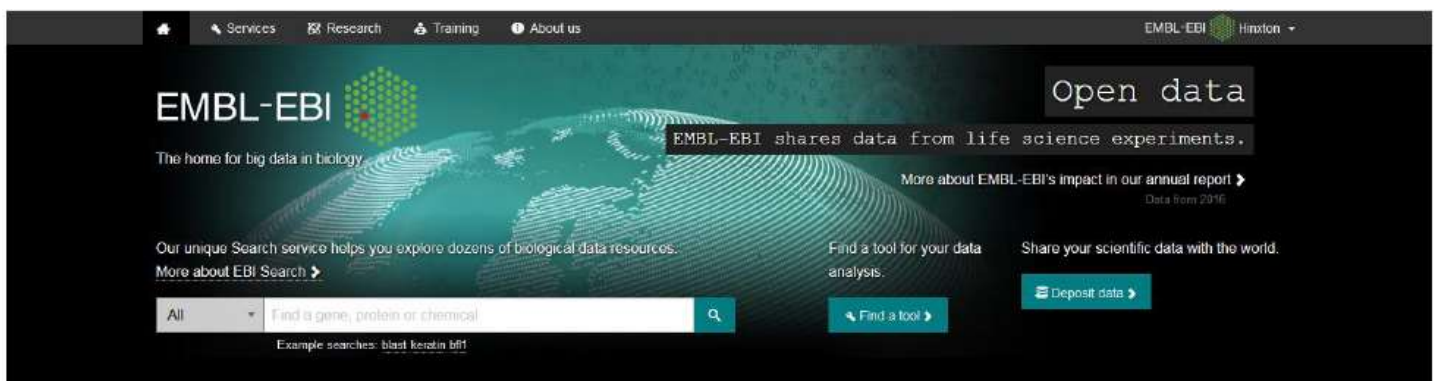 Services Research Training About us EMBL-EBI Hinxton
EMBL-EBI
Open data
EMBL-EBI shares data from life science experiments.
The home for big data in biology
More about EMBL-EBI's impact in our annual report
Data from 2016
Our unique Search service helps you explore dozens of biological data resources.
More about EBI Search
Find a tool for your data
analysis.
Share your scientific data with the world.
Deposit data
All Find a gene, protein or chemical
Find a tool
Example searches: blast keratin bfl1